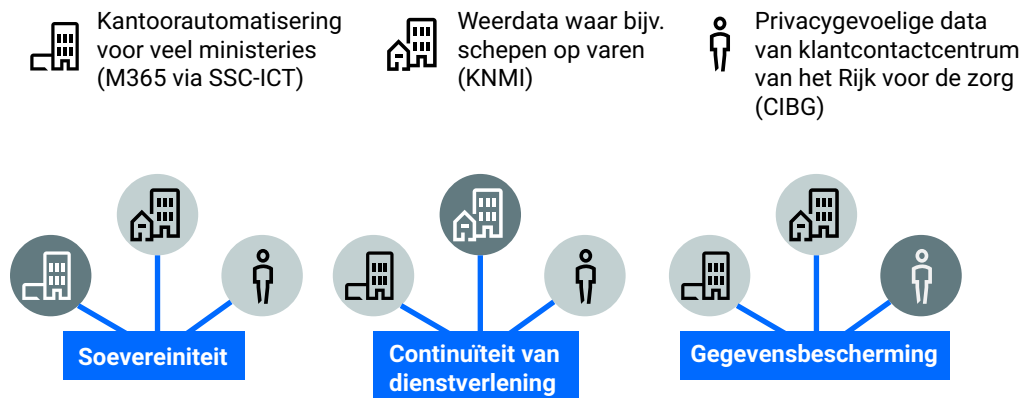 Kantoorautomatisering
voor veel ministeries
(M365 via SSC-ICT)
Weerdata waar bijv.
schepen op varen
(KNMI)
Privacygevoelige data
van klantcontactcentrum
van het Rijk voor de zorg
(CIBG)
Soevereiniteit
Continuïteit van
dienstverlening
Gegevensbescherming